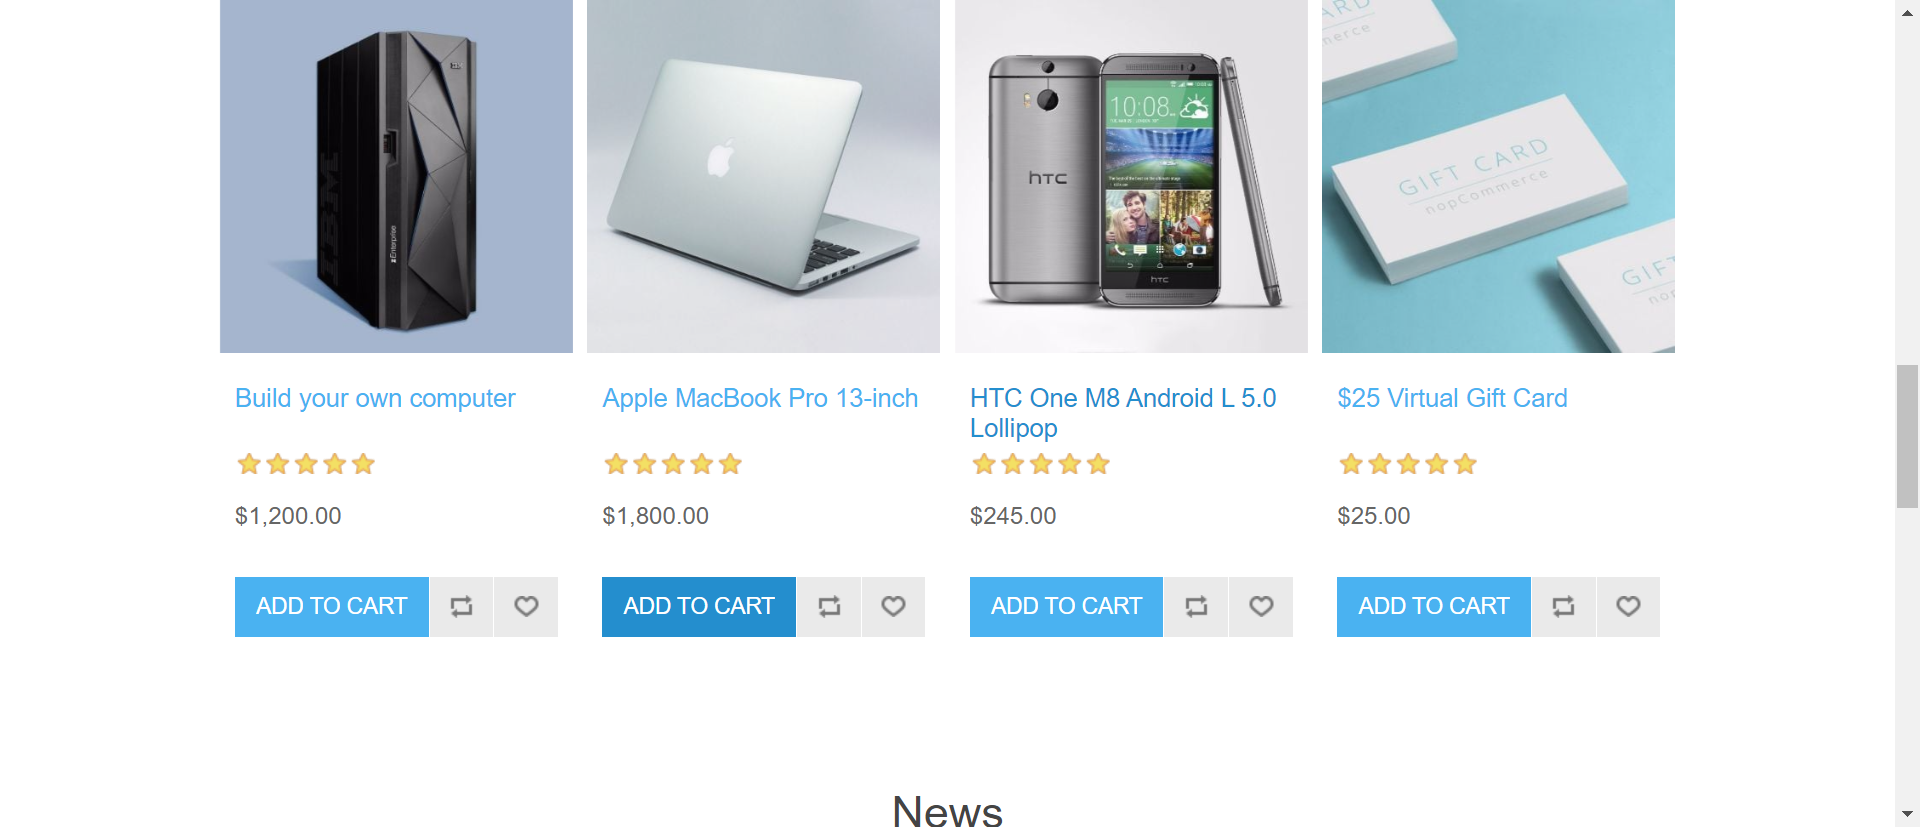 IBM
zEnterprise
hTC
10:08
hTC
GIFT CARD
nopCommerce
Build your own computer
Apple MacBook Pro 13-inch
HTC One M8 Android L 5.0
Lollipop
$25 Virtual Gift Card
$1,200.00
$1,800.00
$245.00
$25.00
ADD TO CART
ADD TO CART
ADD TO CART
ADD TO CART
News